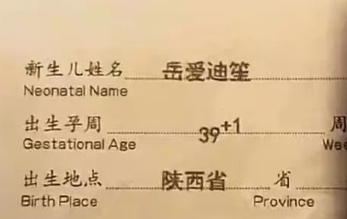 新生儿姓名 岳爱迪笙
Neonatal Name
出生孕周 39+1 周
Gestational Age
出生地点 陕西省 省
Birth Place Province